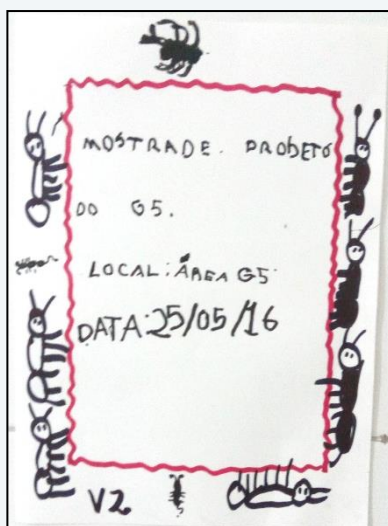 MOSTRADE. PROJETO
DO G5.
LOCAL: ÁREA G5
DATA: 25/05/16
V2